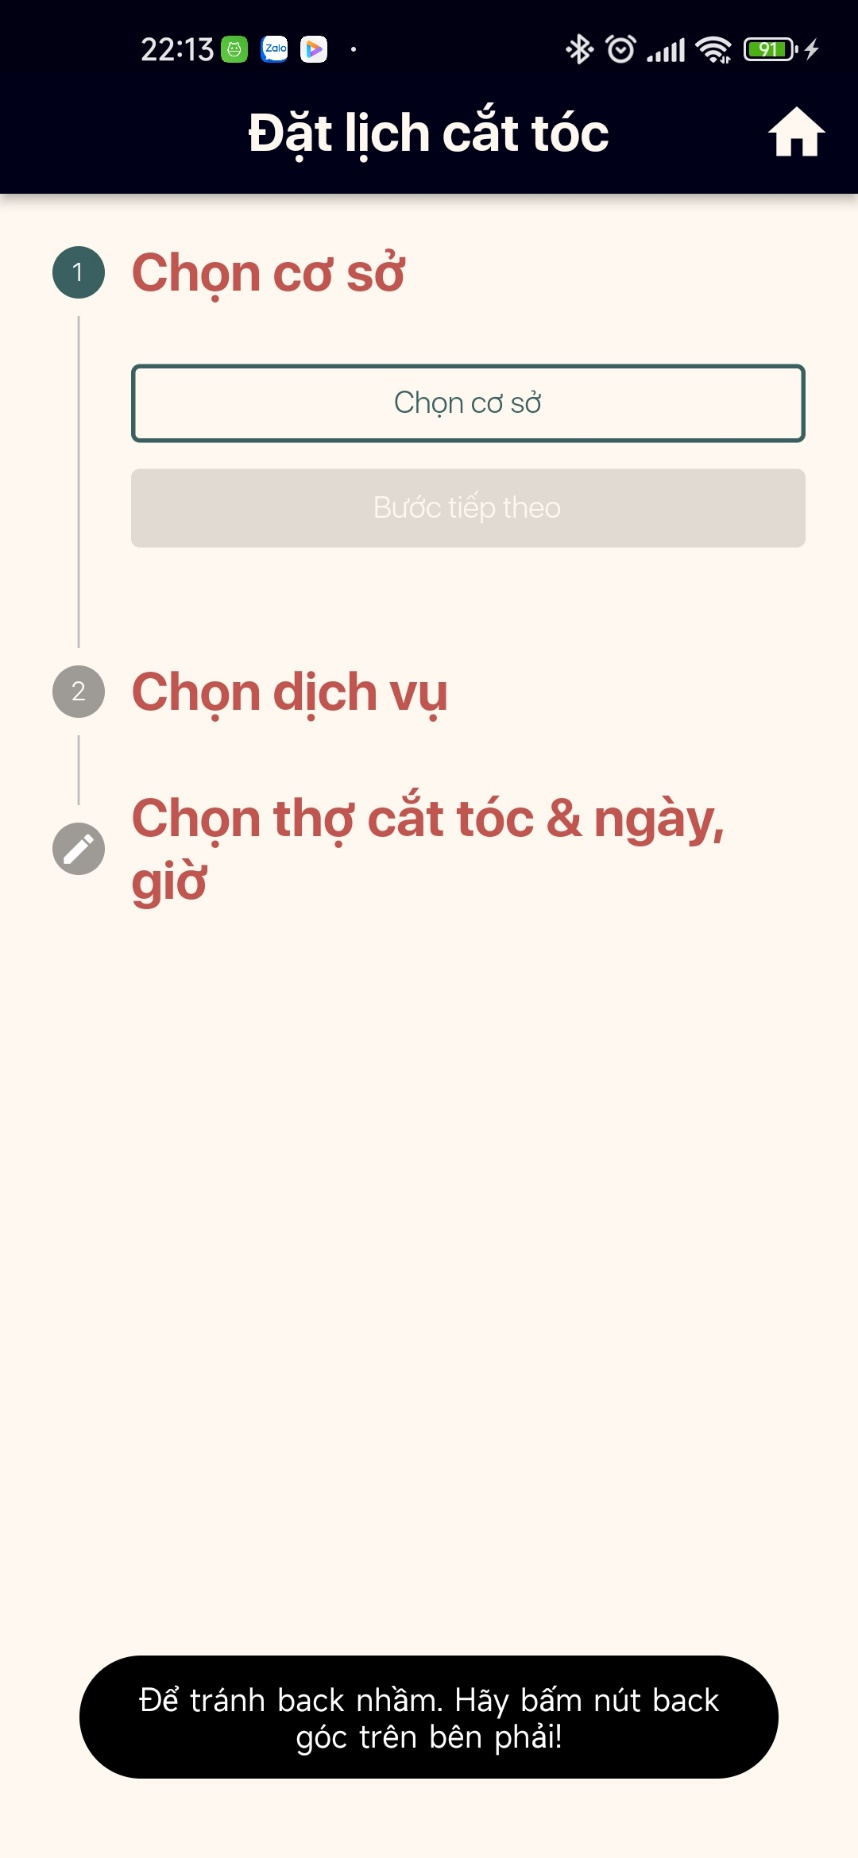 22:13
Zalo
91
Đặt lịch cắt tóc
1
Chọn cơ sở
Chọn cơ sở
Bước tiếp theo
2
Chọn dịch vụ
Chọn thợ cắt tóc & ngày,
giờ
Để tránh back nhầm. Hãy bấm nút back
góc trên bên phải!